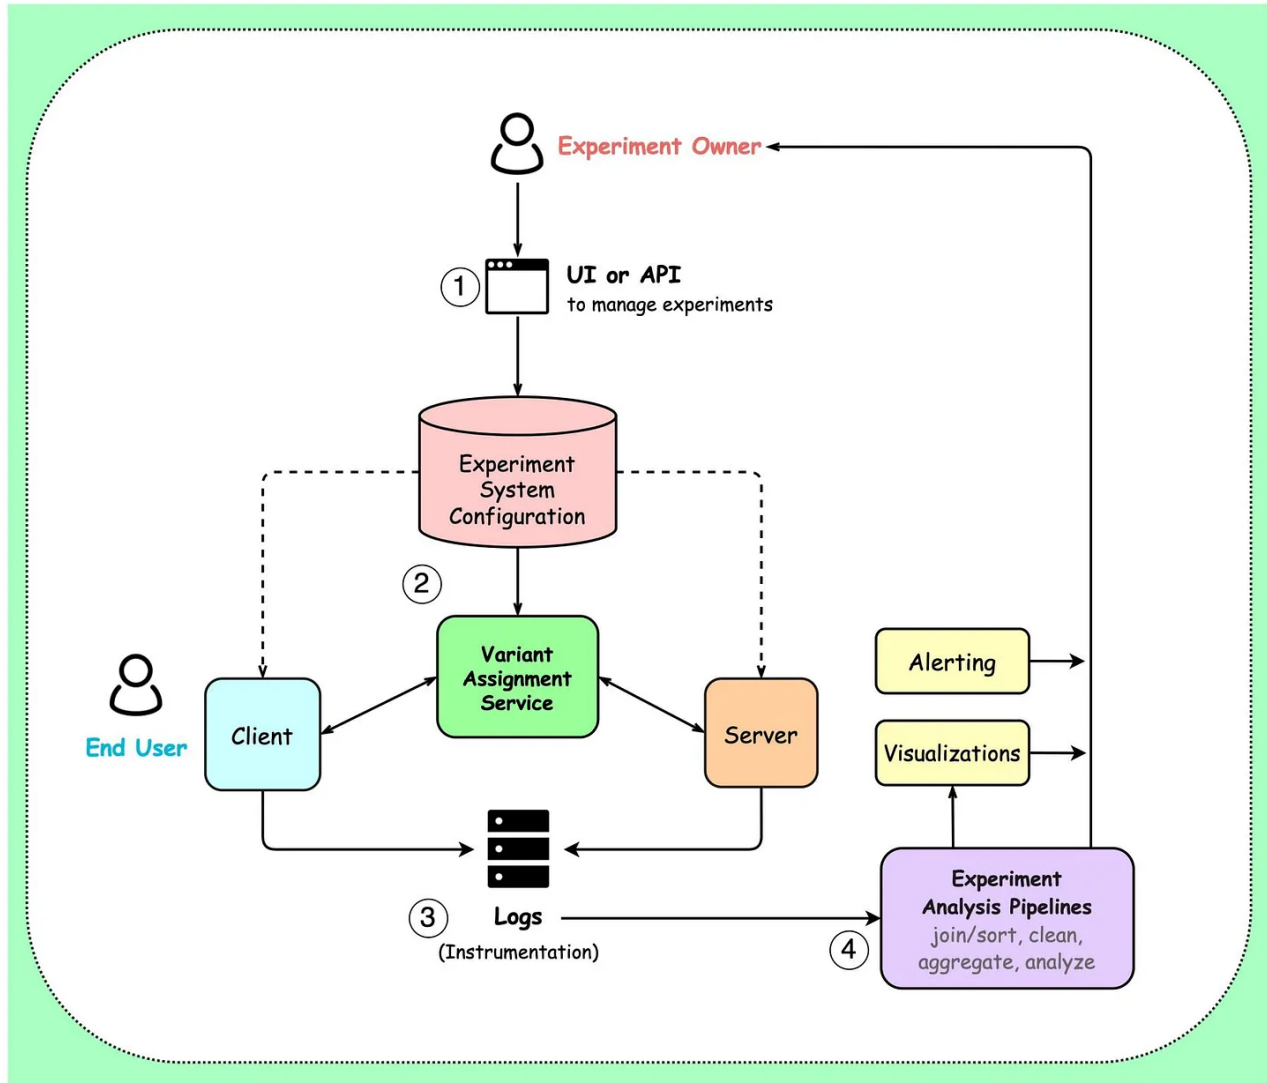 Experiment Owner
1
UI or API
to manage experiments
Experiment
System
Configuration
2
Variant
Assignment
Service
End User
Client
Server
Alerting
Visualizations
3
Logs
(Instrumentation)
4
Experiment
Analysis Pipelines
join/sort, clean,
aggregate, analyze